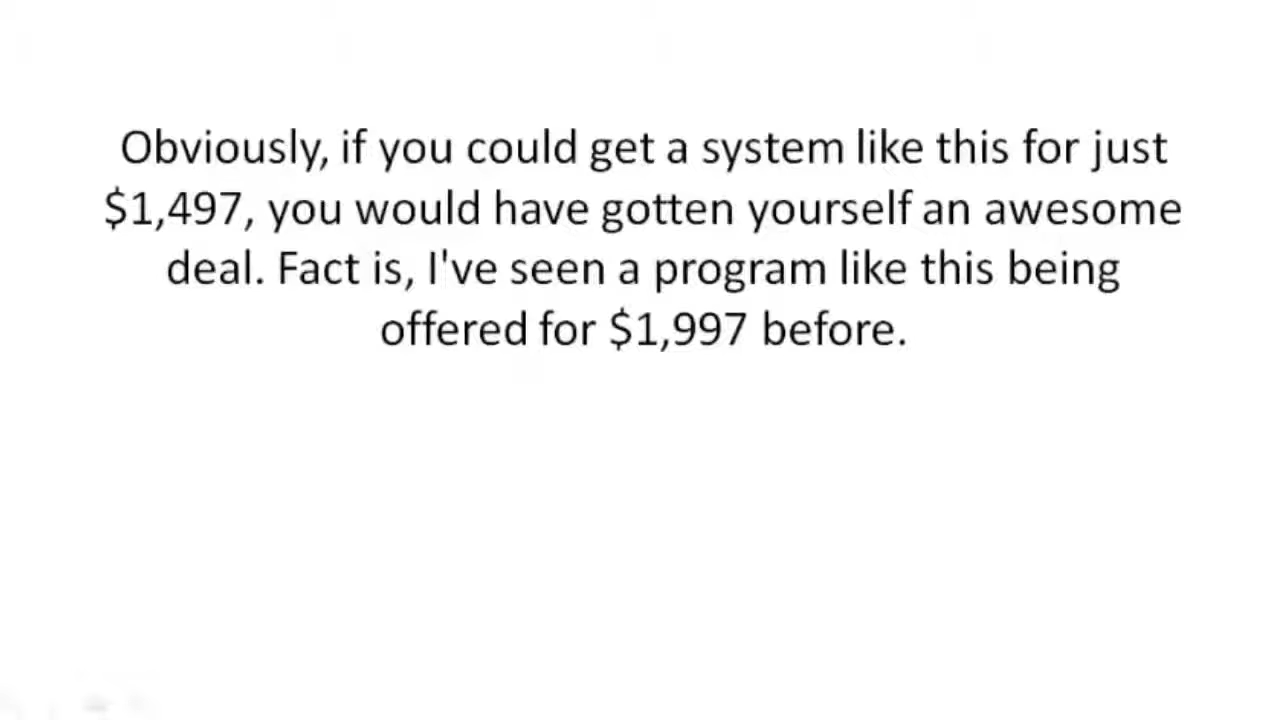 Obviously, if you could get a system like this for just
$1,497, you would have gotten yourself an awesome
deal. Fact is, I've seen a program like this being
offered for $1,997 before.